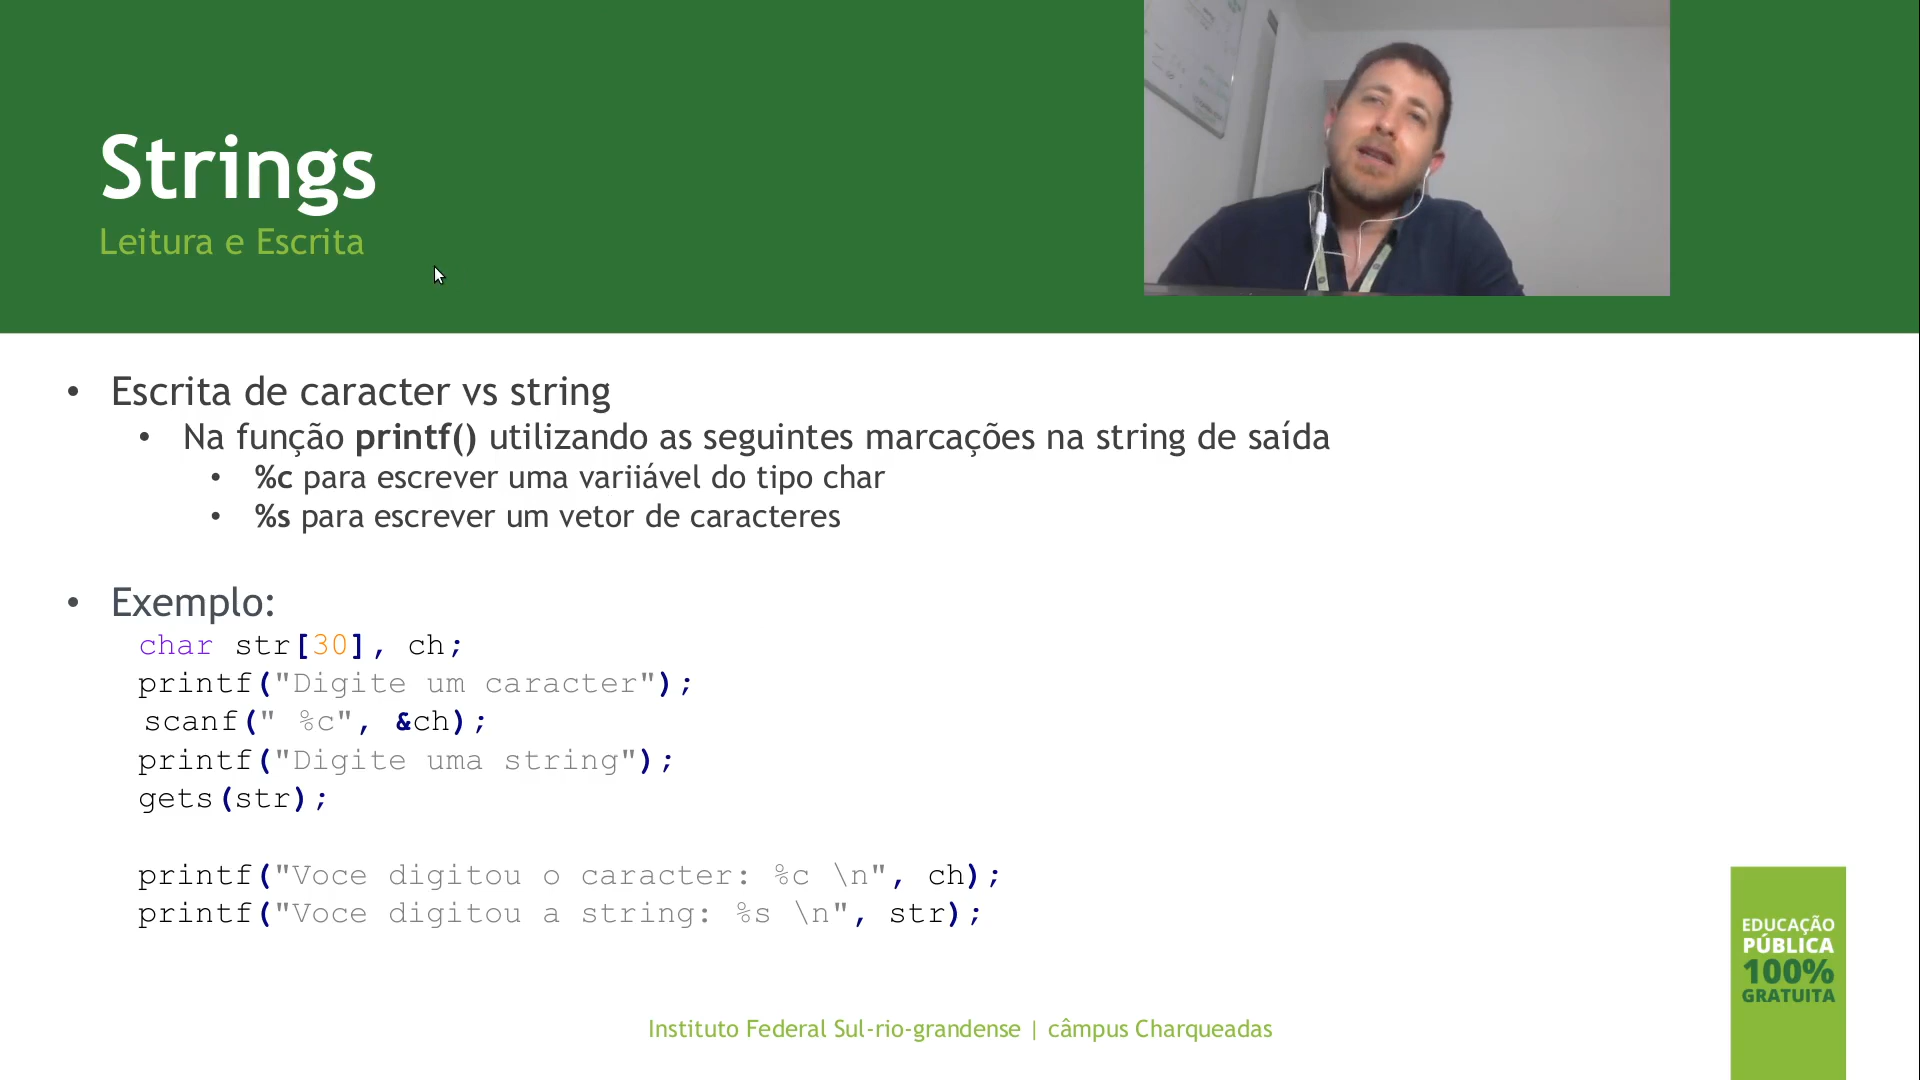 Strings
Leitura e Escrita
• Escrita de caracter vs string
• Na função printf() utilizando as seguintes marcações na string de saída
• %c para escrever uma variiável do tipo char
• %s para escrever um vetor de caracteres
• Exemplo:
char str[30], ch;
printf("Digite um caracter");
scanf(" %c", &ch);
printf("Digite uma string");
gets(str);
printf("Voce digitou o caracter: %c \n", ch);
printf("Voce digitou a string: %s \n", str);
EDUCAÇÃO
PÚBLICA
100%
GRATUITA
Instituto Federal Sul-rio-grandense | câmpus Charqueadas